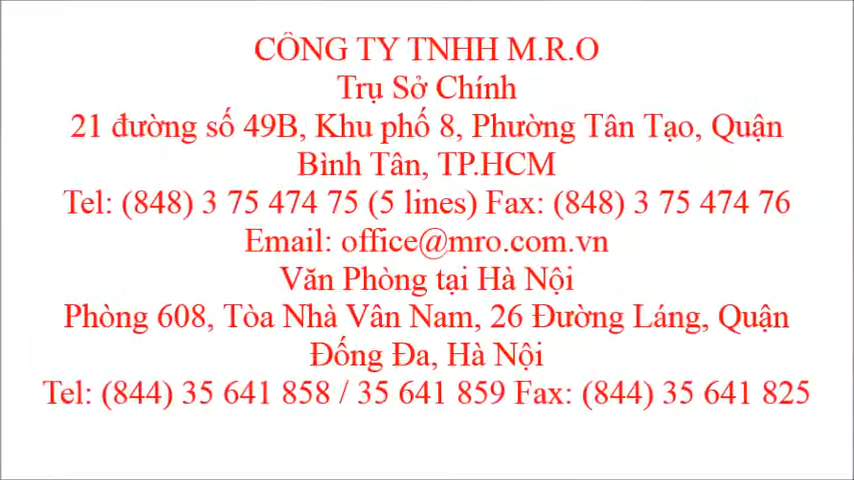 CÔNG TY TNHH M.R.O
Trụ Sở Chính
21 đường số 49B, Khu phố 8, Phường Tân Tạo, Quận
Bình Tân, TP.HCM
Tel: (848) 3 75 474 75 (5 lines) Fax: (848) 3 75 474 76
Email: office@mro.com.vn
Văn Phòng tại Hà Nội
Phòng 608, Tòa Nhà Vân Nam, 26 Đường Láng, Quận
Đống Đa, Hà Nội
Tel: (844) 35 641 858 / 35 641 859 Fax: (844) 35 641 825